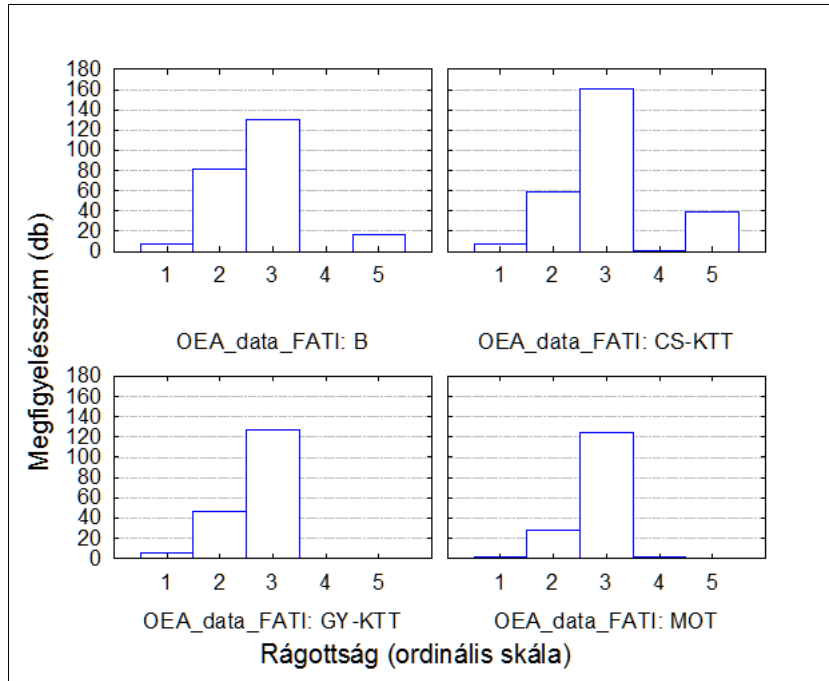 Megfigyelésszám (db)
180
160
140
120
100
80
60
40
20
0
1 2 3 4 5
1 2 3 4 5
OEA_data_FATI: B
OEA_data_FATI: CS-KTT
180
160
140
120
100
80
60
40
20
0
1 2 3 4 5
1 2 3 4 5
OEA_data_FATI: GY-KTT
OEA_data_FATI: MOT
Rágottság (ordinális skála)